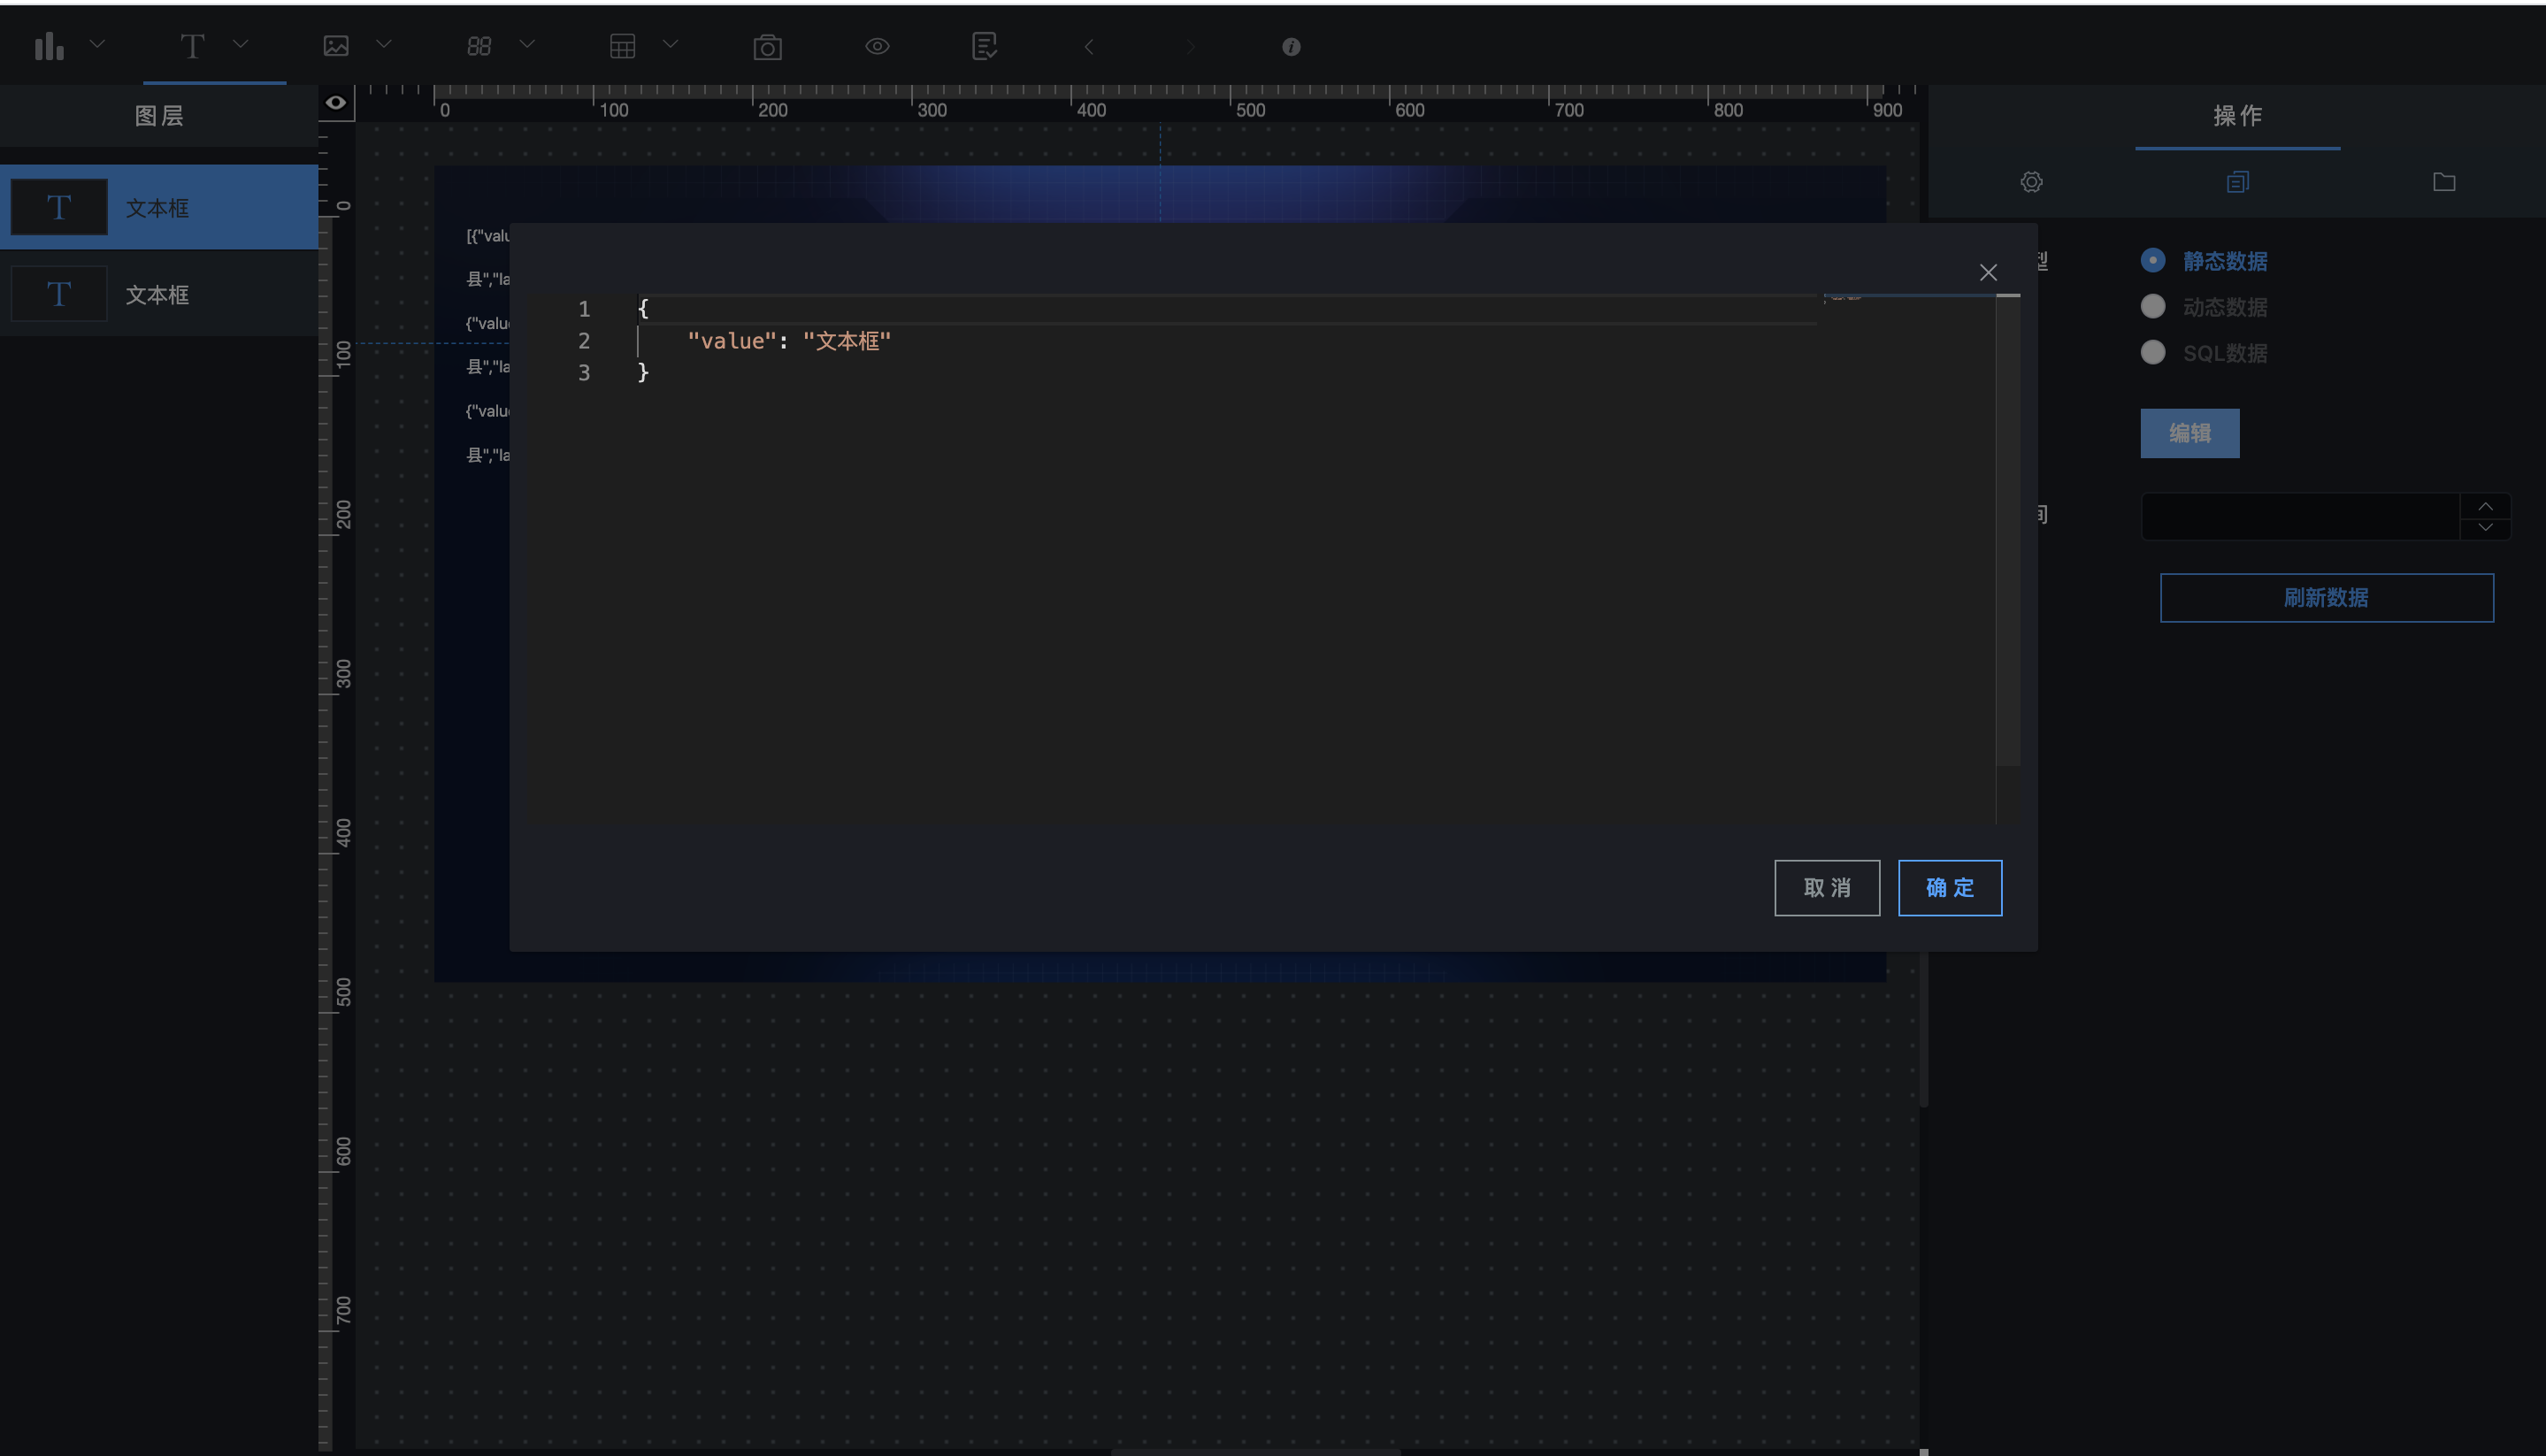 88
图层
0 100 200 300 400 500 600 700 800 900
操作
T 文本框
T 文本框
0
100
200
300
400
500
600
700
[{"valu
县","la
{"valu
县","la
{"valu
县","la
1 {
2 "value": "文本框"
3 }
取 消
确 定
型
静态数据
动态数据
SQL数据
编辑
刷新数据